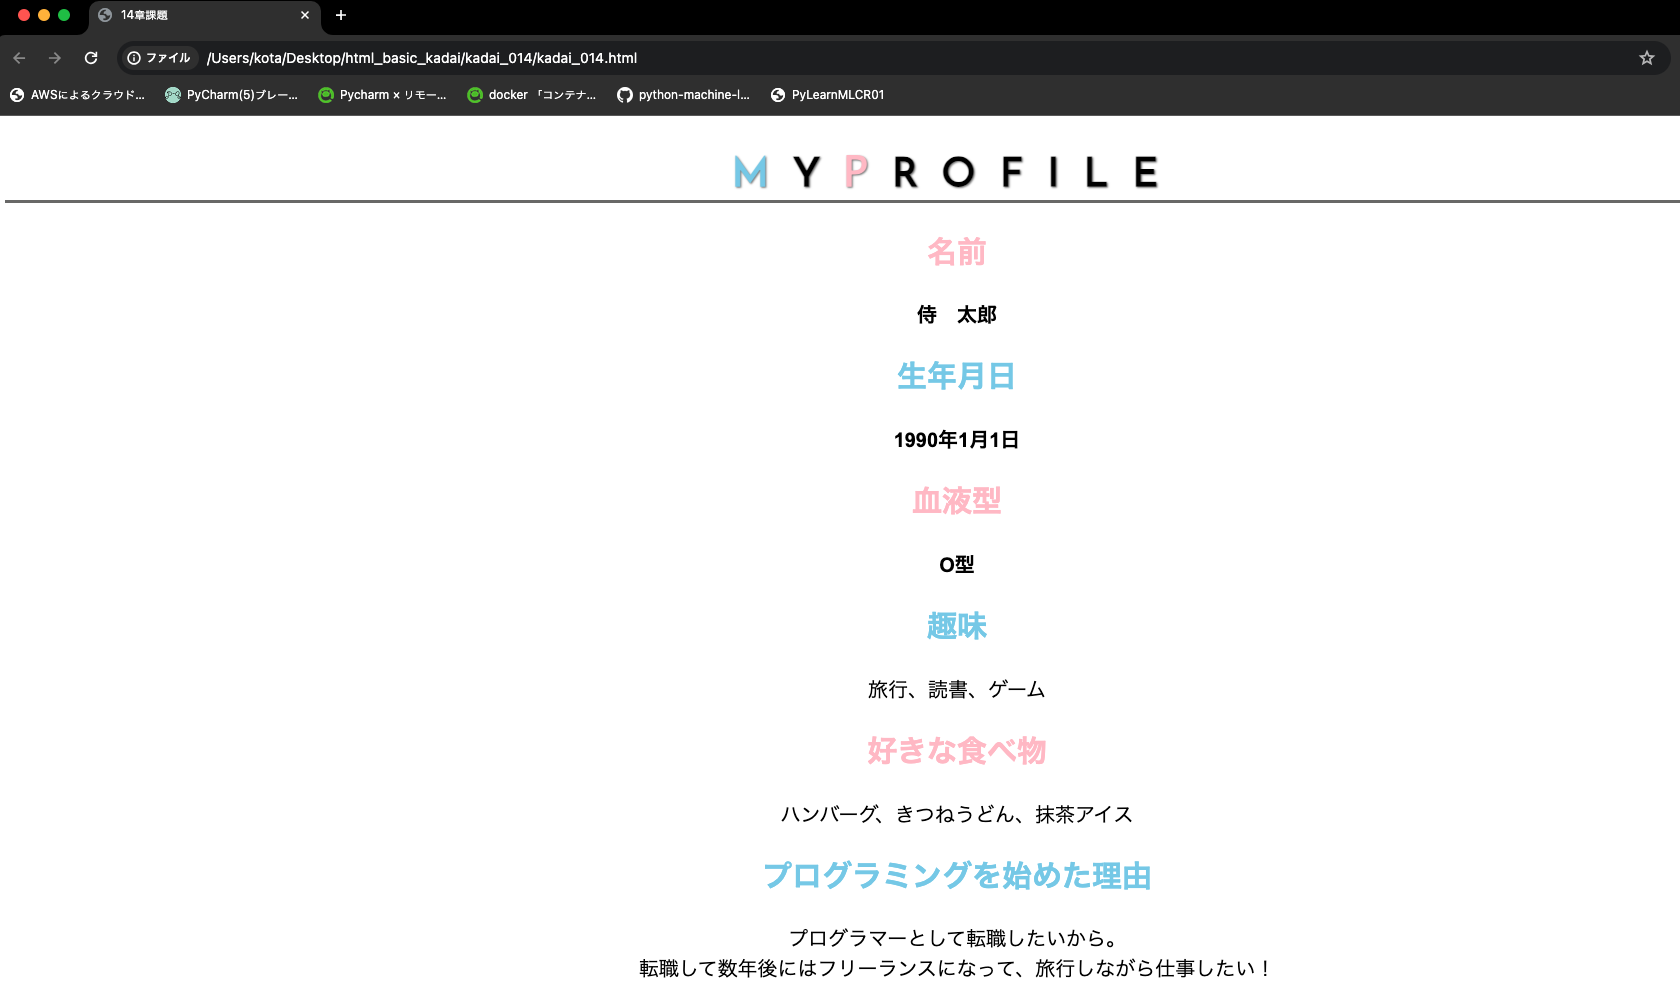 14章課題
ファイル /Users/kota/Desktop/html_basic_kadai/kadai_014/kadai_014.html
AWSによるクラウド... PyCharm(5)ブレー... Pycharm × リモー... docker 「コンテナ... python-machine-l... PyLearnMLCR01
MYPROFILE
名前
侍　太郎
生年月日
1990年1月1日
血液型
O型
趣味
旅行、読書、ゲーム
好きな食べ物
ハンバーグ、きつねうどん、抹茶アイス
プログラミングを始めた理由
プログラマーとして転職したいから。
転職して数年後にはフリーランスになって、旅行しながら仕事したい！